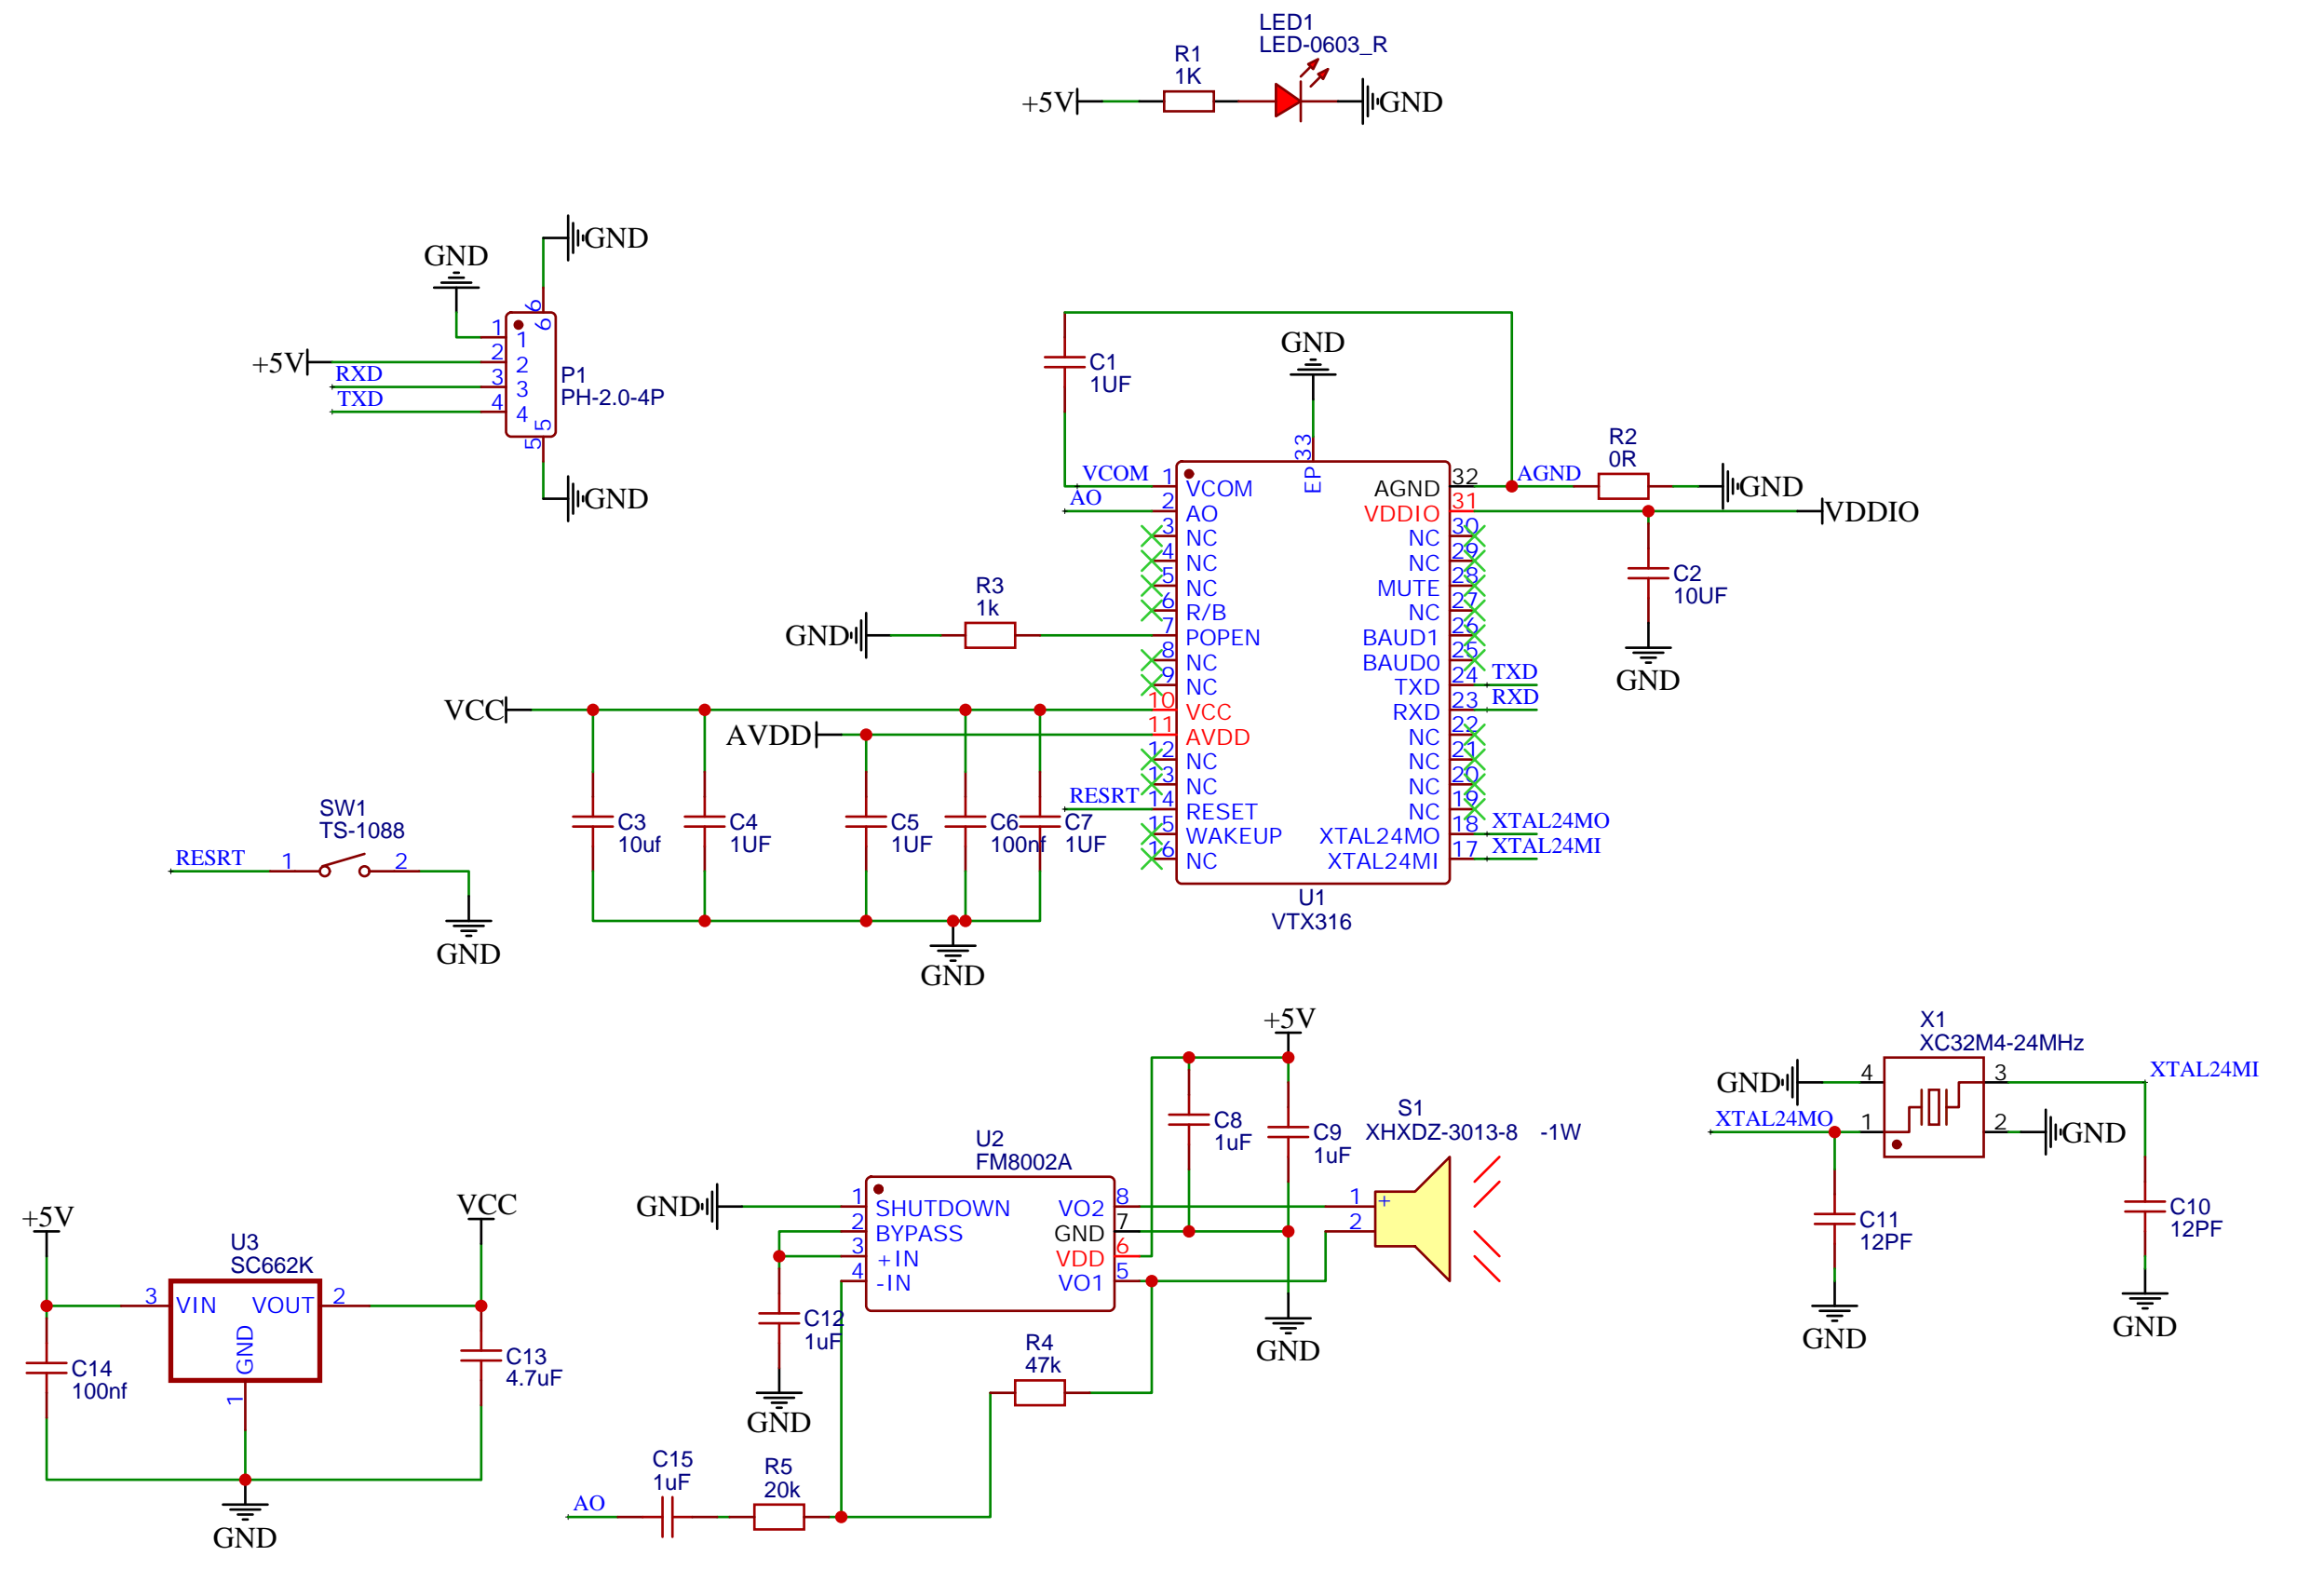 LED1
LED-0603_R
R1
1K
+5V
GND
GND
GND
6
6
1
1
+5V
2
2
RXD
3
3
TXD
4
4
P1
PH-2.0-4P
5
5
GND
C1
1UF
GND
33
EP
R2
0R
VCOM 1 VCOM
AO 2 AO
3 NC
4 NC
5 NC
6 R/B
7 POPEN
8 NC
9 NC
10 VCC
11 AVDD
12 NC
13 NC
RESRT 14 RESET
15 WAKEUP
16 NC
AGND 32 AGND
VDDIO 31
NC 30
NC 29
MUTE 28
NC 27
BAUD1 26
BAUD0 25
TXD 24 TXD
RXD 23 RXD
NC 22
NC 21
NC 20
NC 19
XTAL24MO 18 XTAL24MO
XTAL24MI 17 XTAL24MI
U1
VTX316
GND
VDDIO
C2
10UF
GND
R3
1k
GND
VCC
AVDD
C3
10uf
C4
1UF
C5
1UF
C6
100nf
C7
1UF
GND
SW1
TS-1088
RESRT
1
2
GND
+5V
VCC
U3
SC662K
3 VIN
VOUT 2
GND
1
C14
100nf
C13
4.7uF
GND
+5V
C8
1uF
C9
1uF
S1
XHXDZ-3013-8 -1W
U2
FM8002A
GND
1 SHUTDOWN
2 BYPASS
3 +IN
4 -IN
VO2 8
GND 7
VDD 6
VO1 5
1 +
2
C12
1uF
GND
GND
R4
47k
C15
1uF
R5
20k
AO
X1
XC32M4-24MHz
GND
4
3
XTAL24MI
XTAL24MO
1
2
GND
C11
12PF
GND
C10
12PF
GND